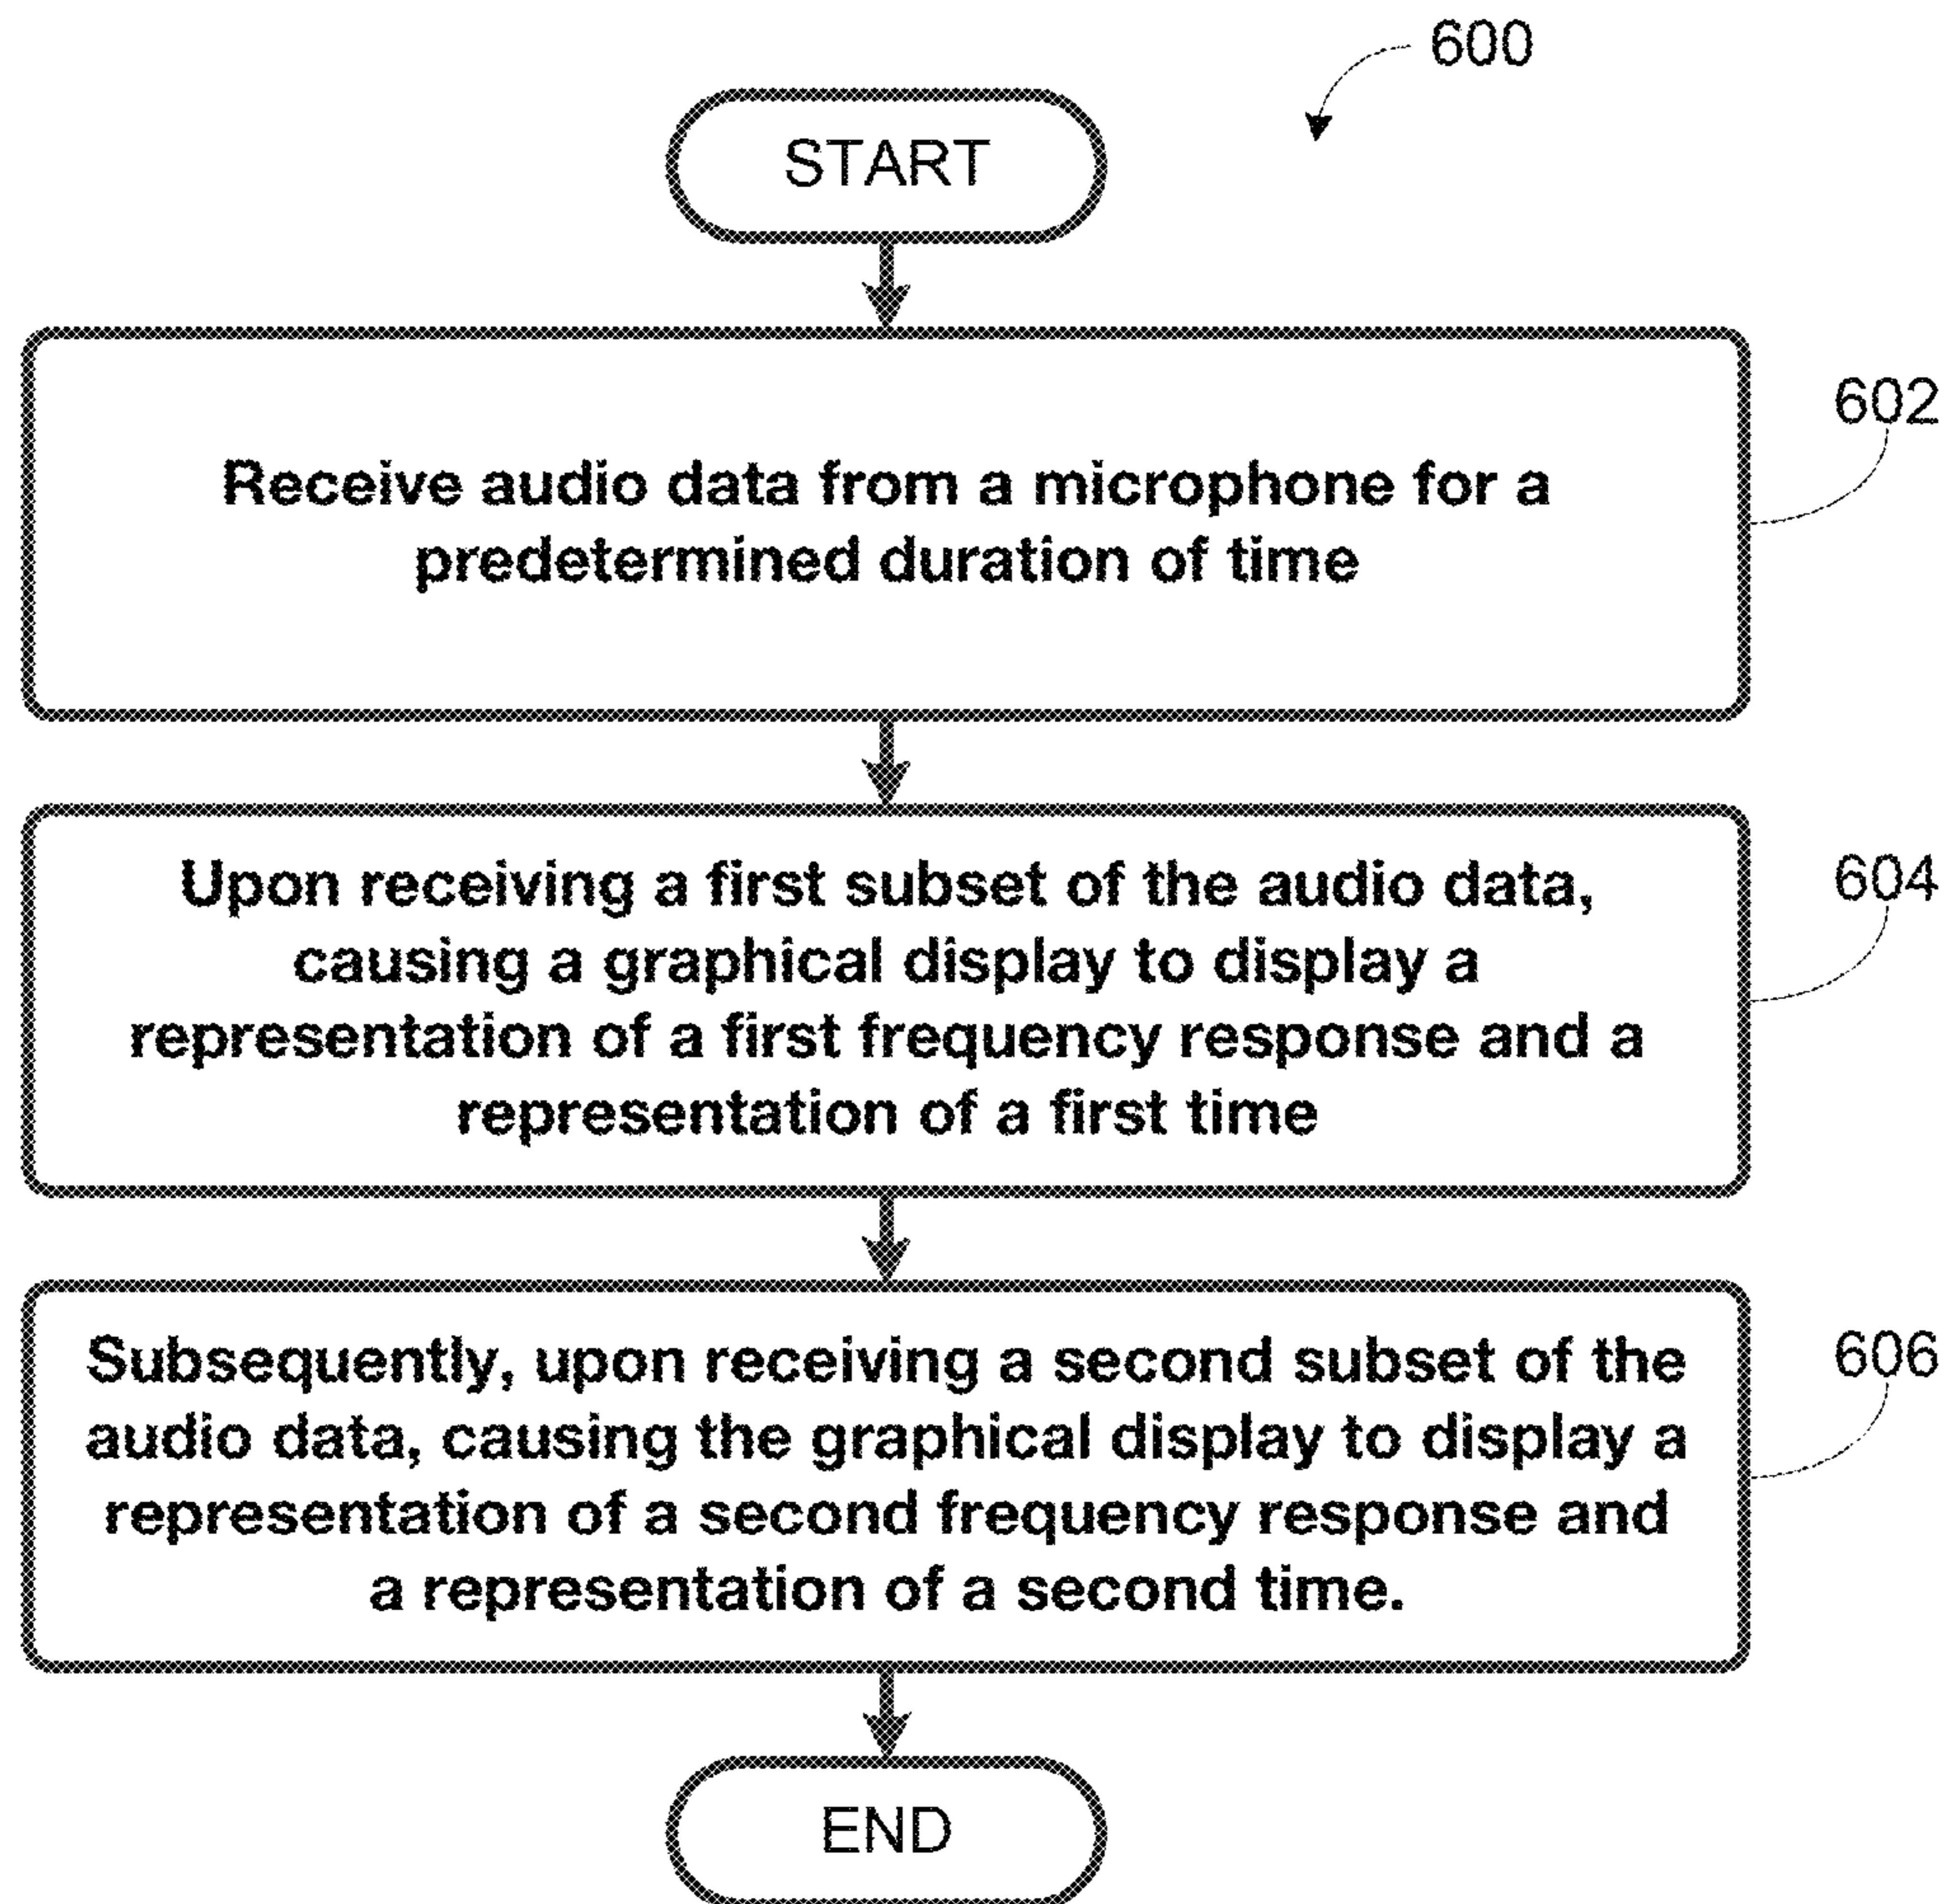 600
START
602
Receive audio data from a microphone for a
predetermined duration of time
604
Upon receiving a first subset of the audio data,
causing a graphical display to display a
representation of a first frequency response and a
representation of a first time
606
Subsequently, upon receiving a second subset of the
audio data, causing the graphical display to display a
representation of a second frequency response and
a representation of a second time.
END